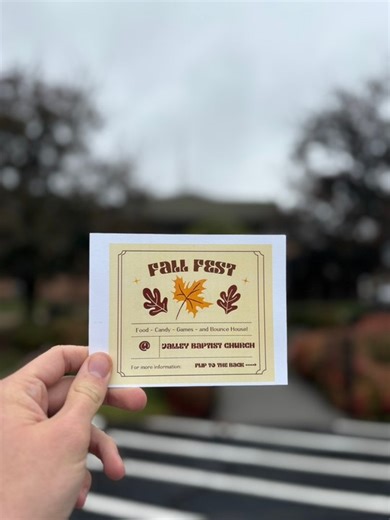 FALL FEST
Food - Candy - Games - and Bounce House!
@ VALLEY BAPTIST CHURCH
For more information, FLIP TO THE BACK